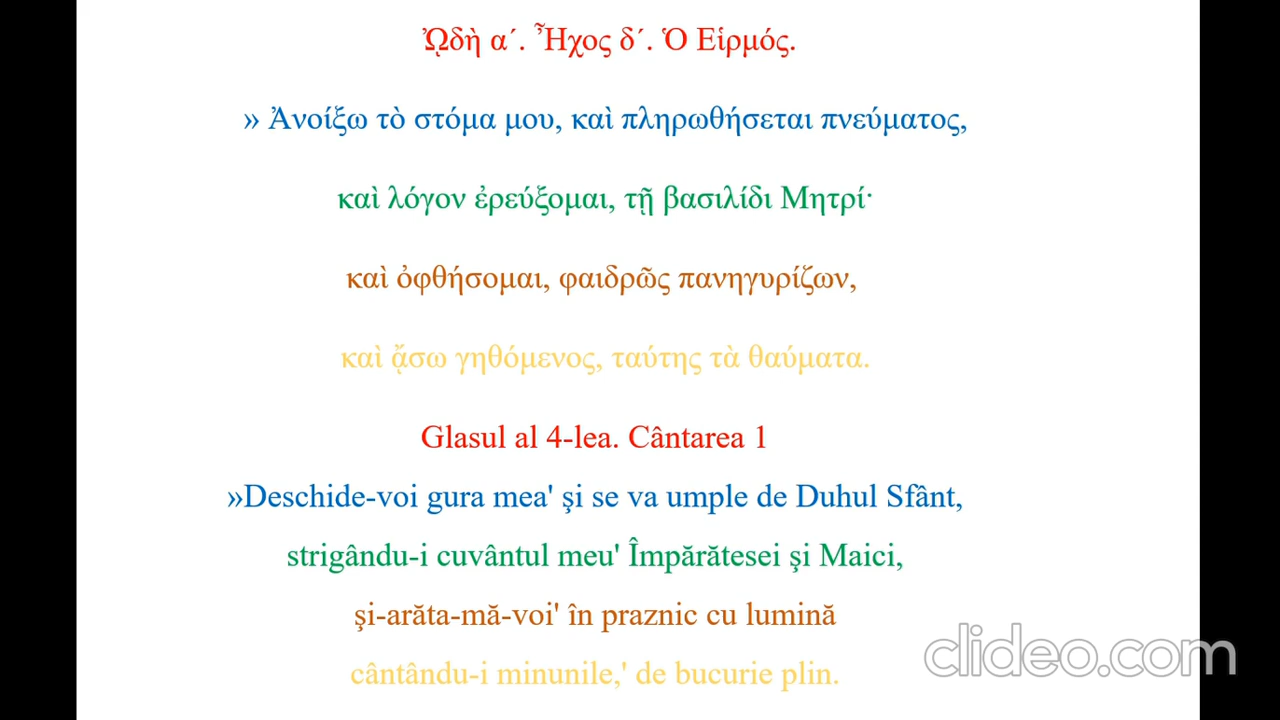 ᾨδὴ α΄. Ἦχος δ΄. Ὁ Εἱρμός.
» Ἀνοίξω τὸ στόμα μου, καὶ πληρωθήσεται πνεύματος,
καὶ λόγον ἐρεύξομαι, τῇ βασιλίδι Μητρί·
καὶ ὀφθήσομαι, φαιδρῶς πανηγυρίζων,
καὶ ᾄσω γηθόμενος, ταύτης τὰ θαύματα.
Glasul al 4-lea. Cântarea 1
»Deschide-voi gura mea' şi se va umple de Duhul Sfânt,
strigându-i cuvântul meu' Împărătesei şi Maici,
şi-arăta-mă-voi' în praznic cu lumină
cântându-i minunile,' de bucurie plin.
clideo.com